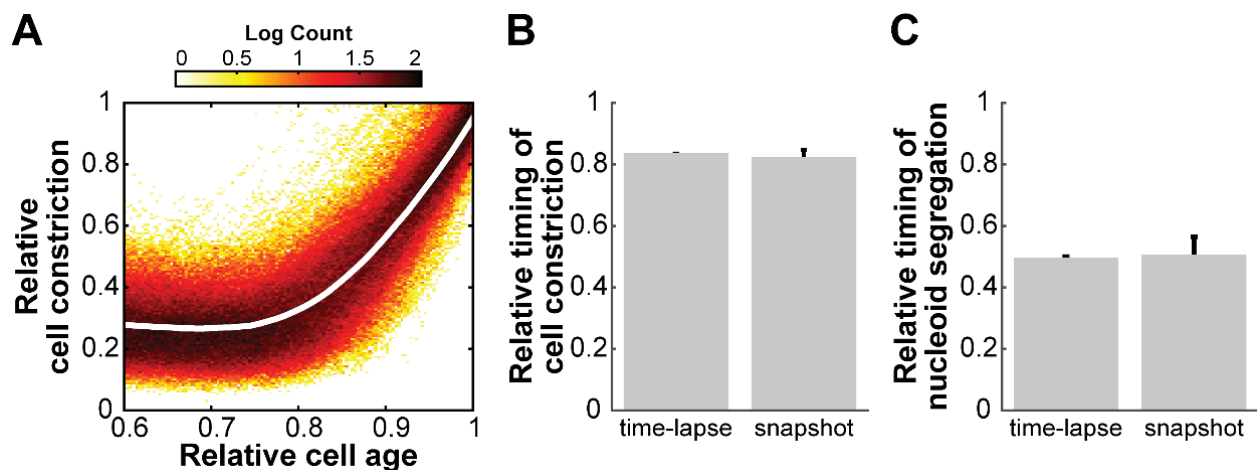 A
Log Count
0 0.5 1 1.5 2
Relative
cell constriction
1
0.8
0.6
0.4
0.2
0
0.6 0.7 0.8 0.9 1
Relative cell age
B
Relative timing of
cell constriction
1
0.8
0.6
0.4
0.2
0
time-lapse snapshot
C
Relative timing of
nucleoid segregation
1
0.8
0.6
0.4
0.2
0
time-lapse snapshot